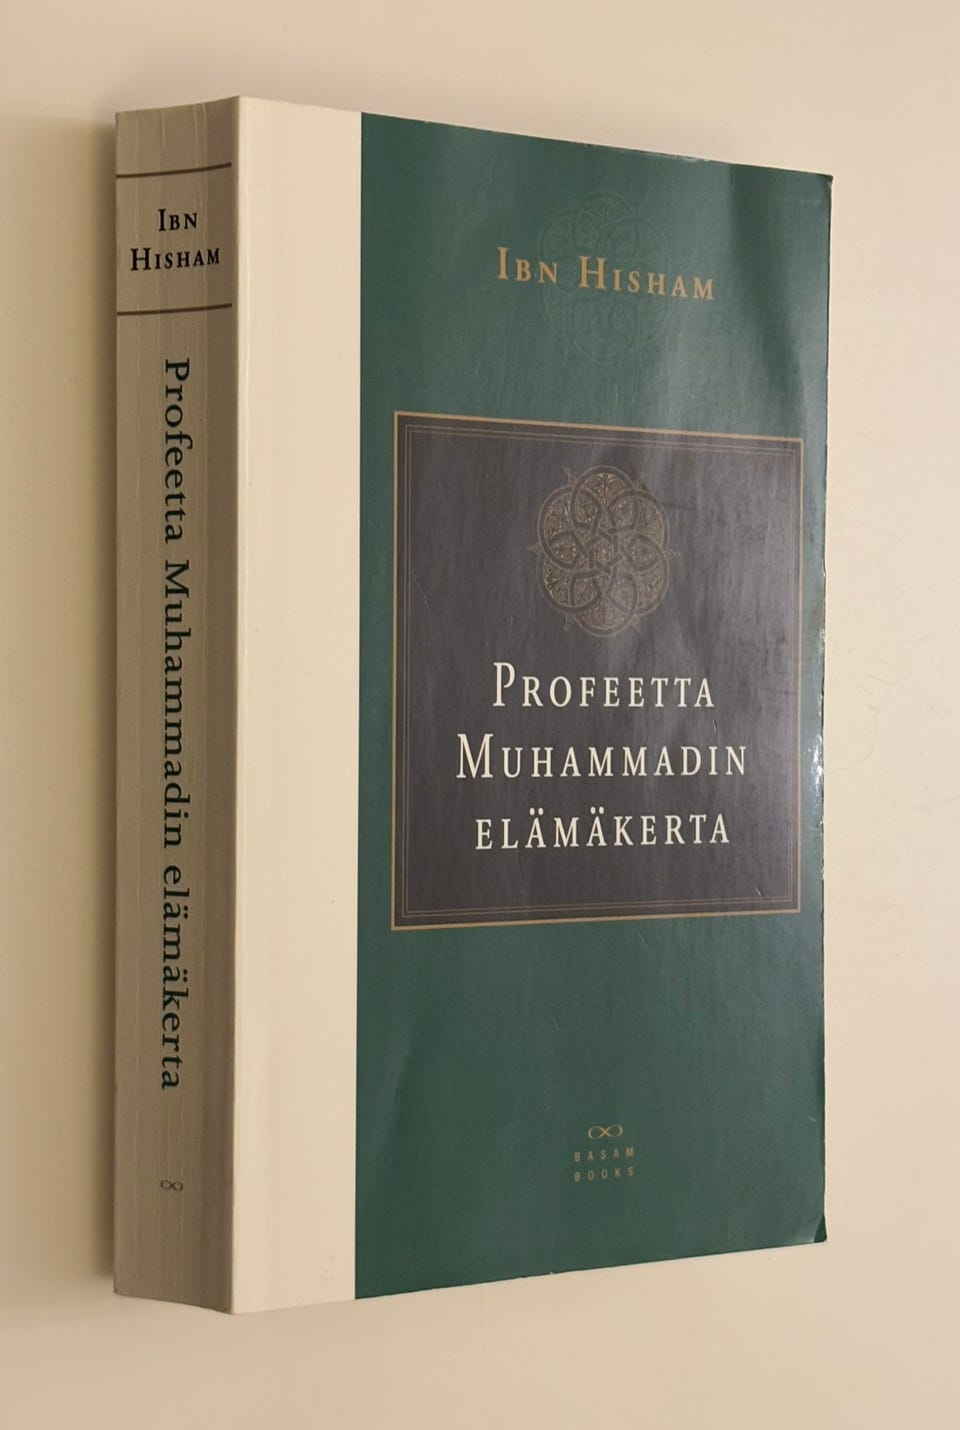 IBN
HISHAM
Profeetta Muhammadin elämäkerta
IBN HISHAM
PROFEETTA
MUHAMMADIN
ELÄMÄKERTA
BASAM
BOOKS